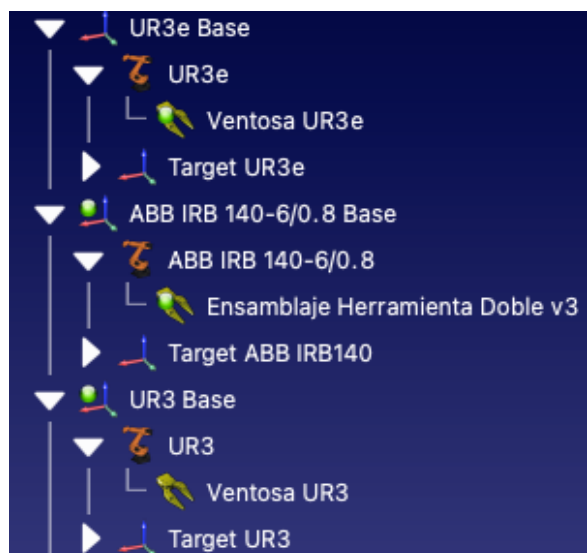 UR3e Base
UR3e
Ventosa UR3e
Target UR3e
ABB IRB 140-6/0.8 Base
ABB IRB 140-6/0.8
Ensamblaje Herramienta Doble v3
Target ABB IRB140
UR3 Base
UR3
Ventosa UR3
Target UR3